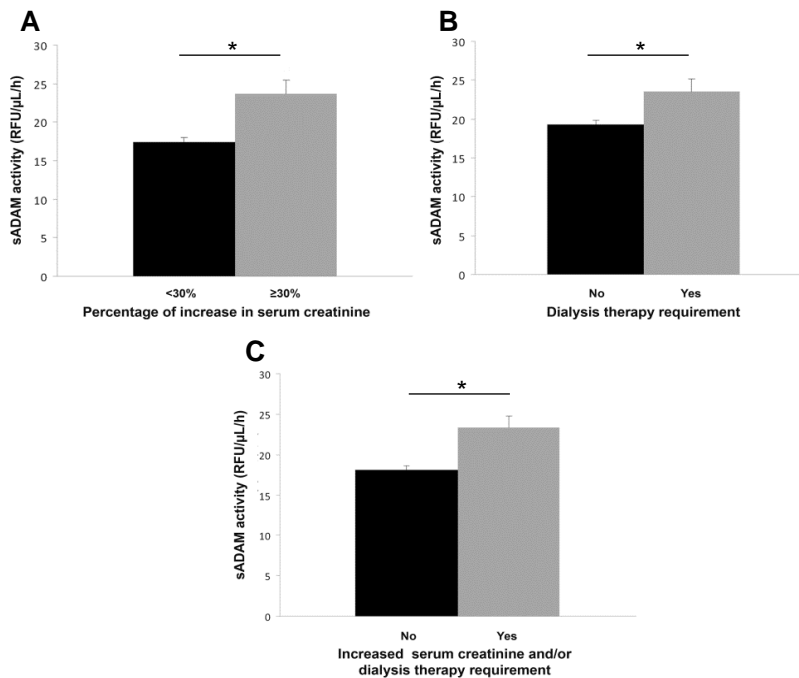 A
*
30
25
20
15
10
5
0
sADAM activity (RFU/µL/h)
<30% ≥30%
Percentage of increase in serum creatinine
B
*
30
25
20
15
10
5
0
sADAM activity (RFU/µL/h)
No Yes
Dialysis therapy requirement
C
*
30
25
20
15
10
5
0
sADAM activity (RFU/µL/h)
No Yes
Increased serum creatinine and/or
dialysis therapy requirement